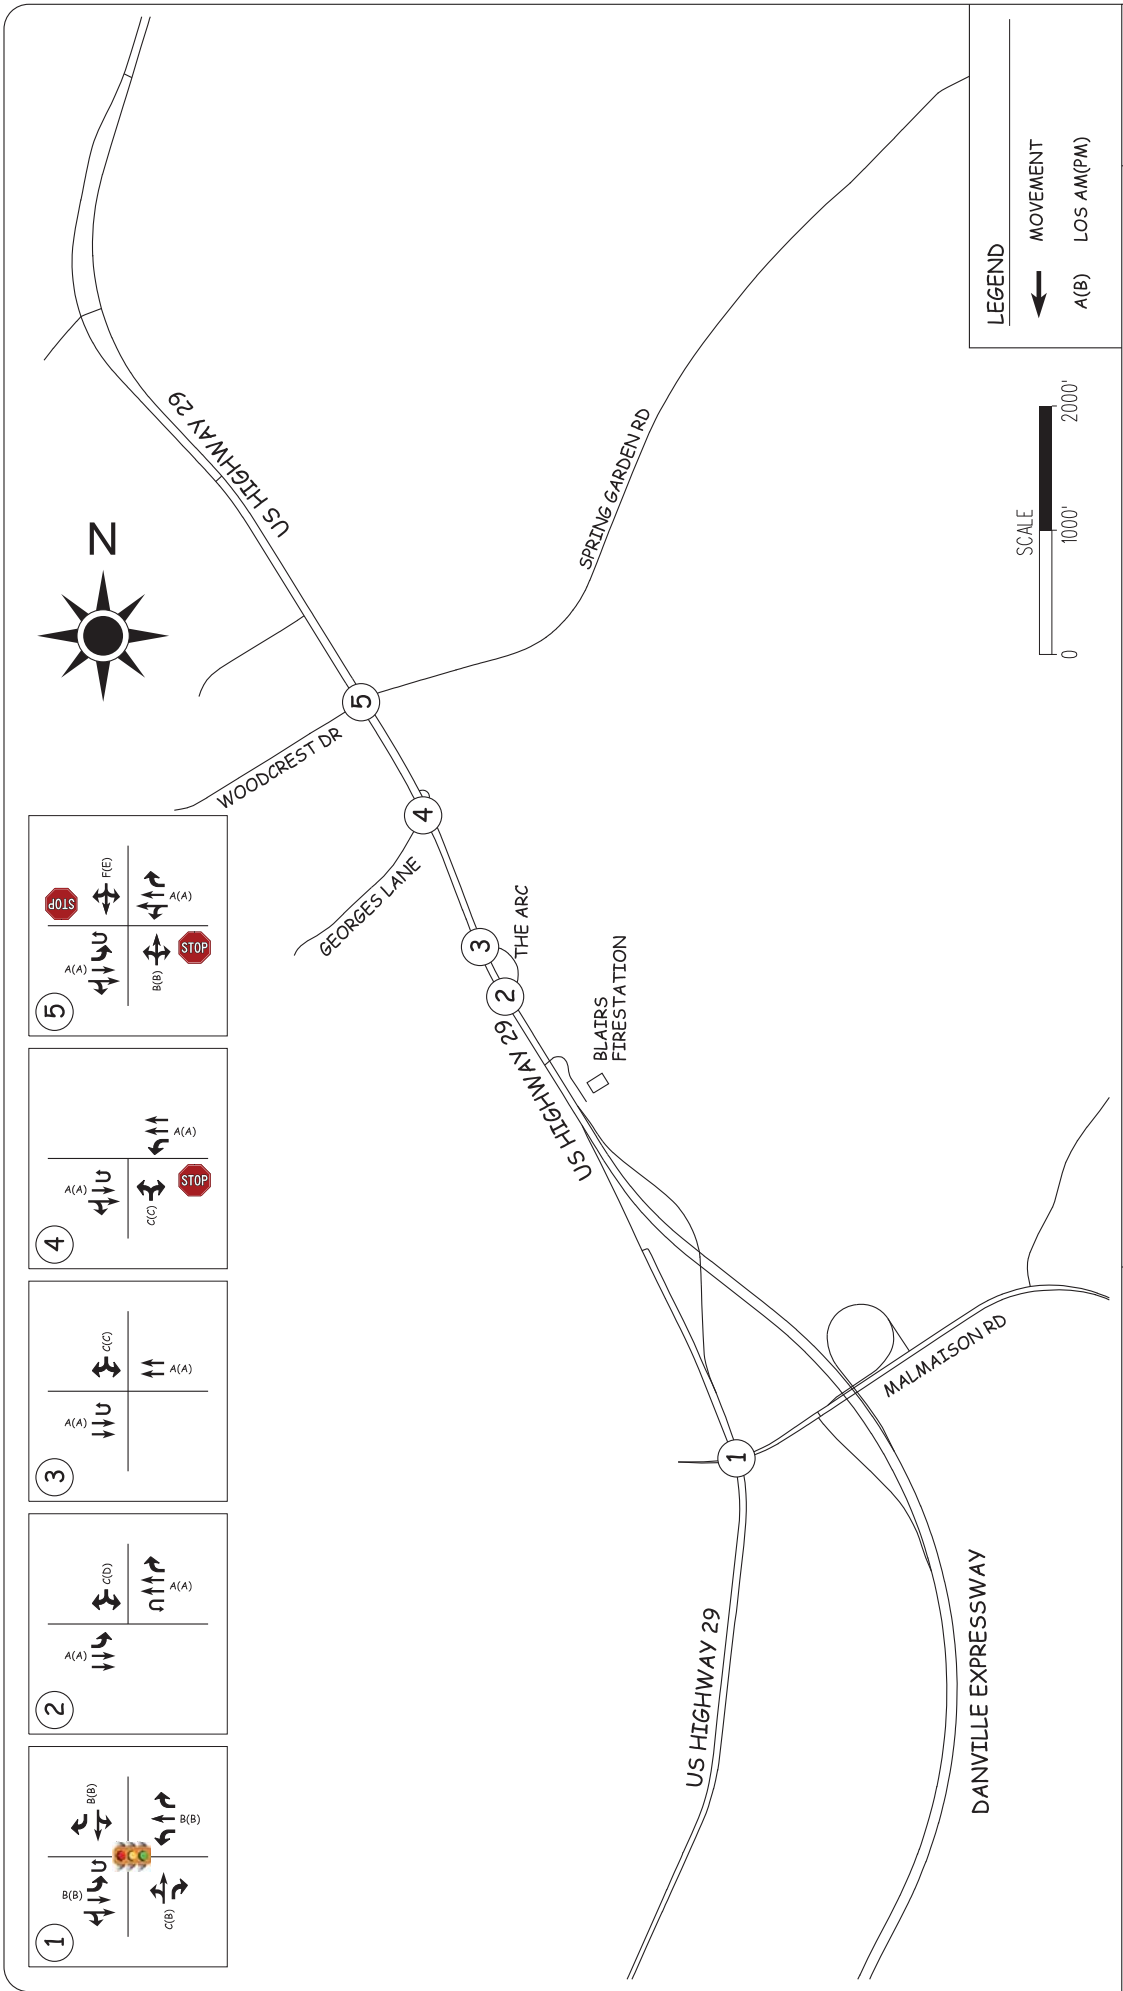 N
US HIGHWAY 29
WOODCREST DR
SPRING GARDEN RD
5
4
GEORGES LANE
3
THE ARC
2
US HIGHWAY 29
BLAIRS
FIRESTATION
1
MALMAISON RD
US HIGHWAY 29
DANVILLE EXPRESSWAY
1
B(B)
B(B)
C(B)
B(B)
2
A(A)
C(D)
A(A)
3
A(A)
C(C)
A(A)
4
A(A)
C(C)
A(A)
STOP
5
STOP
A(A)
F(E)
B(B)
A(A)
STOP
SCALE
0 1000' 2000'
LEGEND
MOVEMENT
A(B) LOS AM(PM)